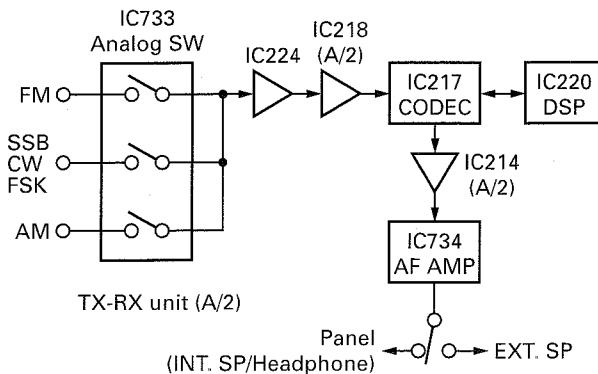 IC733
Analog SW
FM
SSB
CW
FSK
AM
TX-RX unit (A/2)
IC224
IC218
(A/2)
IC217
CODEC
IC220
DSP
IC214
(A/2)
IC734
AF AMP
Panel
(INT. SP/Headphone)
EXT. SP